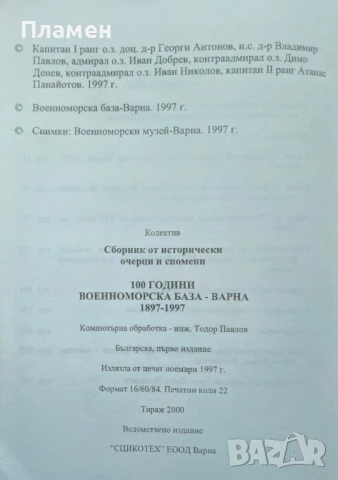 Пламен
© Капитан I ранг о.з. доц. д-р Георги Антонов, н.с. д-р Владимир
Павлов, адмирал о.з. Иван Добрев, контраадмирал о.з. Димо
Денев, контраадмирал о.з. Иван Николов, капитан II ранг Атанас
Панайотов. 1997 г.
© Военноморска база-Варна. 1997 г.
© Снимки: Военноморски музей-Варна. 1997 г.
Колектив
Сборник от исторически
очерци и спомени
100 ГОДИНИ
ВОЕННОМОРСКА БАЗА - ВАРНА
1897-1997
Компютърна обработка - инж. Тодор Павлов
Българска, първо издание
Излязла от печат ноември 1997 г.
Формат 16/60/84. Печатни коли 22
Тираж 2000
Ведомствено издание
"СЦИКОТЕХ" ЕООД Варна
BAZAR